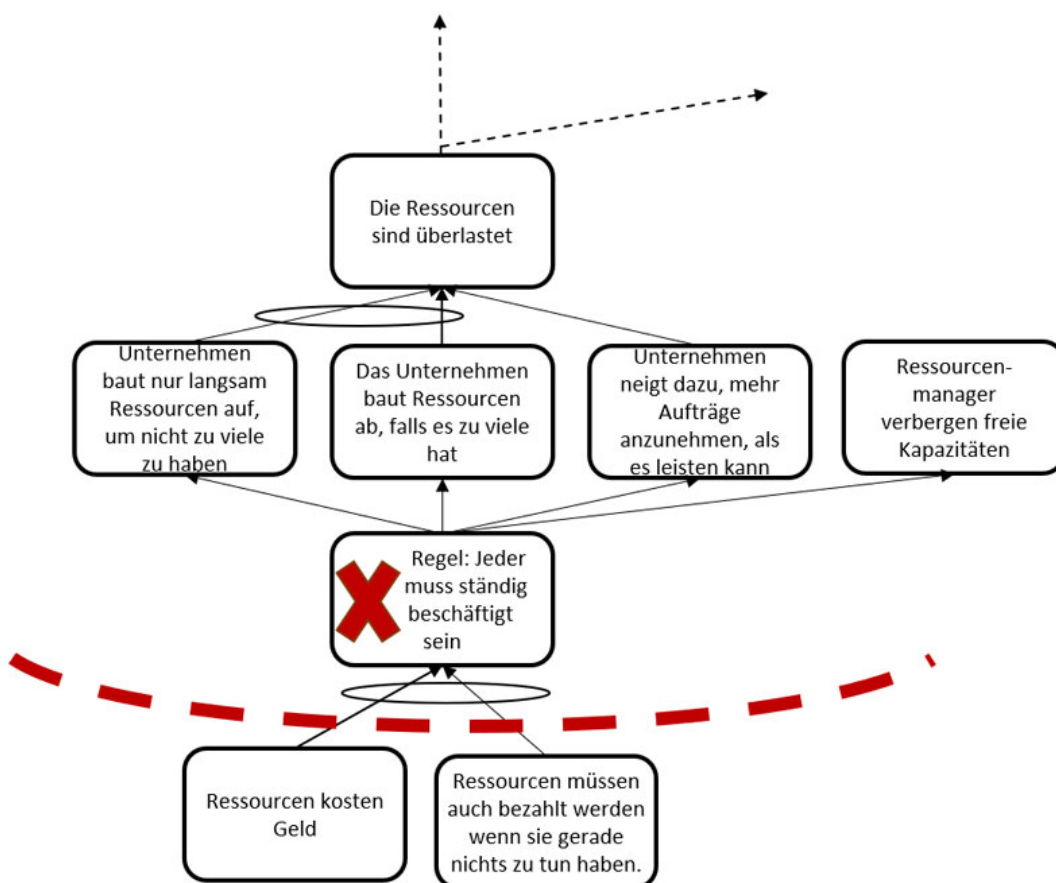 Die Ressourcen
sind überlastet
Unternehmen
baut nur langsam
Ressourcen auf,
um nicht zu viele
zu haben
Das Unternehmen
baut Ressourcen
ab, falls es zu viele
hat
Unternehmen
neigt dazu, mehr
Aufträge
anzunehmen, als
es leisten kann
Ressourcen-
manager
verbergen freie
Kapazitäten
Regel: Jeder
muss ständig
beschäftigt
sein
Ressourcen kosten
Geld
Ressourcen müssen
auch bezahlt werden
wenn sie gerade
nichts zu tun haben.